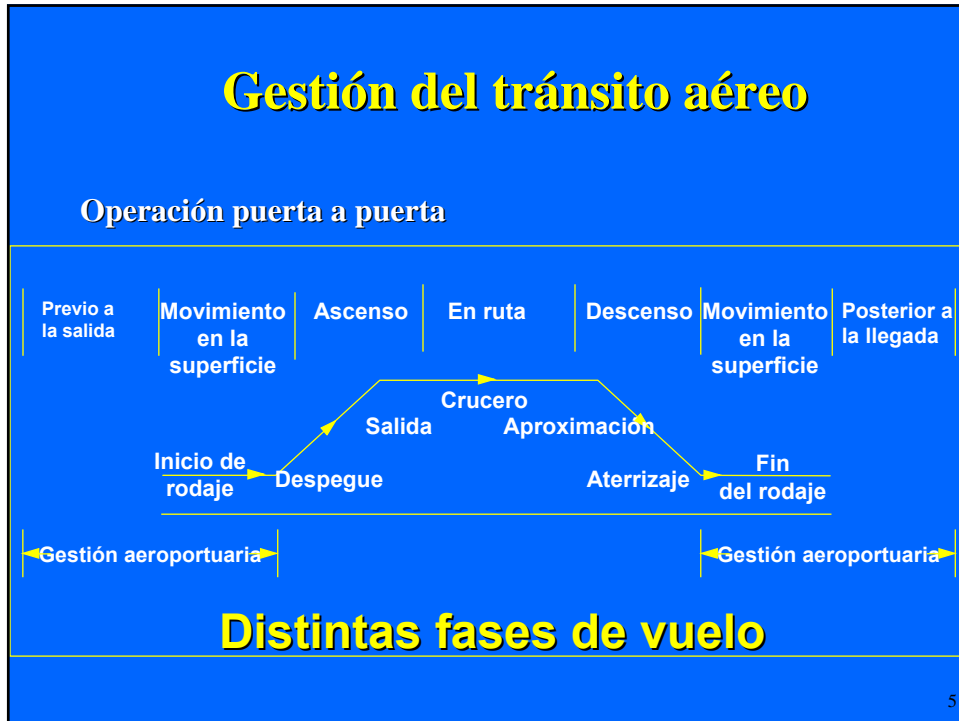 Gestión del tránsito aéreo
Operación puerta a puerta
Previo a
la salida
Movimiento
en la
superficie
Ascenso
En ruta
Descenso
Movimiento
en la
superficie
Posterior a
la llegada
Crucero
Salida
Aproximación
Inicio de
rodaje
Despegue
Aterrizaje
Fin
del rodaje
Gestión aeroportuaria
Gestión aeroportuaria
Distintas fases de vuelo
5